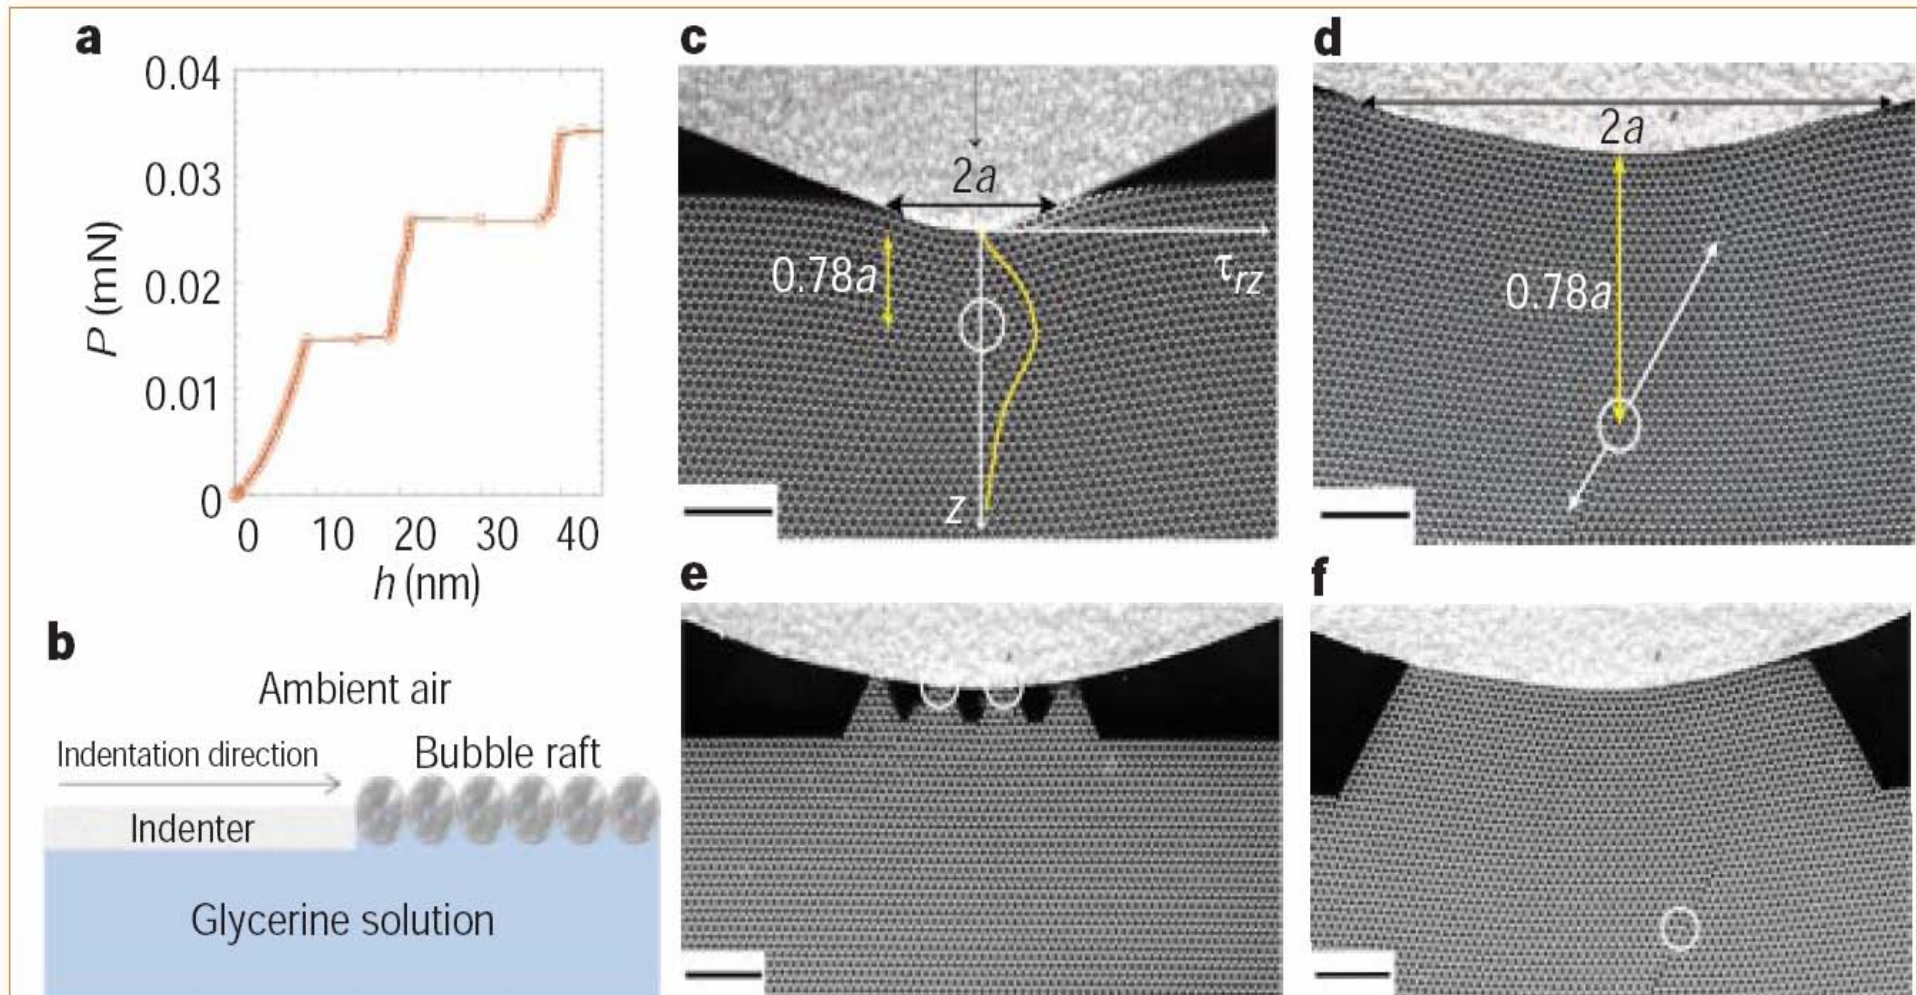 a
0.04
0.03
0.02
0.01
0
P (mN)
0 10 20 30 40
h (nm)
b
Ambient air
Indentation direction
Bubble raft
Indenter
Glycerine solution
c
2a
0.78a
τrz
z
d
2a
0.78a
e
f